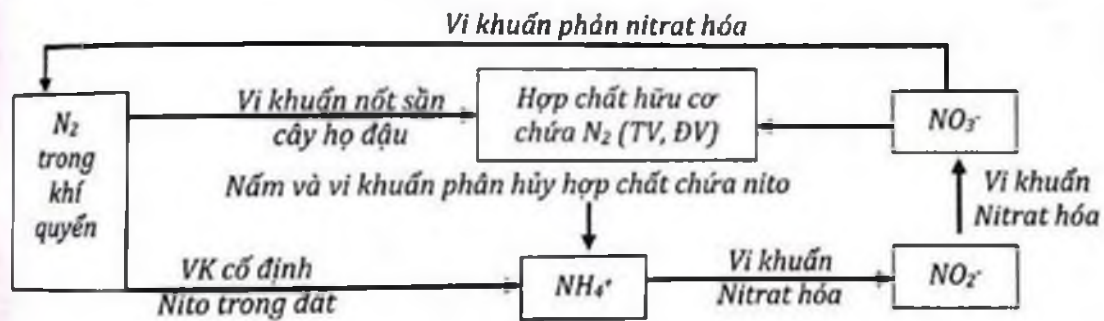 Vi khuẩn phản nitrat hóa
N₂
trong
khí
quyển
Vi khuẩn nốt sần
cây họ đậu
Hợp chất hữu cơ
chứa N₂ (TV, ĐV)
NO₃⁻
Nấm và vi khuẩn phân hủy hợp chất chứa nito
Vi khuẩn
Nitrat hóa
VK cố định
Nito trong đất
NH₄⁺
Vi khuẩn
Nitrat hóa
NO₂⁻